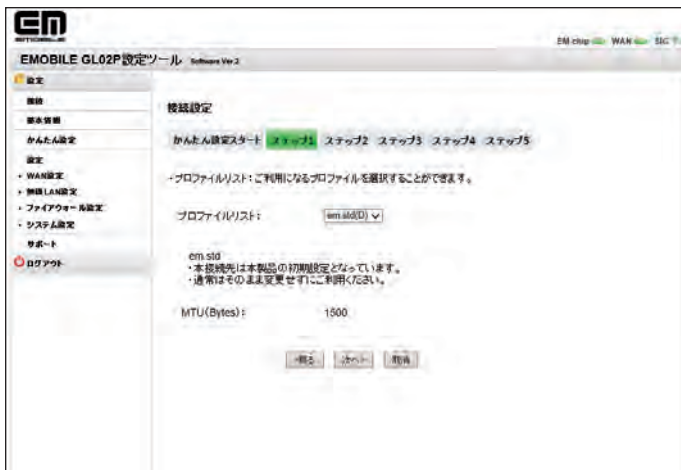 EM
EMOBILE
EM chip WAN SIG
EMOBILE GL02P設定ツール Software Ver.2
設定
接続
基本情報
かんたん設定
設定
WAN設定
無線LAN設定
ファイアウォール設定
システム設定
サポート
ログアウト
接続設定
かんたん設定スタート ステップ1 ステップ2 ステップ3 ステップ4 ステップ5
・プロファイルリスト：ご利用になるプロファイルを選択することができます。
プロファイルリスト： em.std(D)
em.std
・本接続先は本製品の初期設定となっています。
・通常はそのまま変更せずにご利用ください。
MTU(Bytes)： 1500
<戻る 次へ> 取消